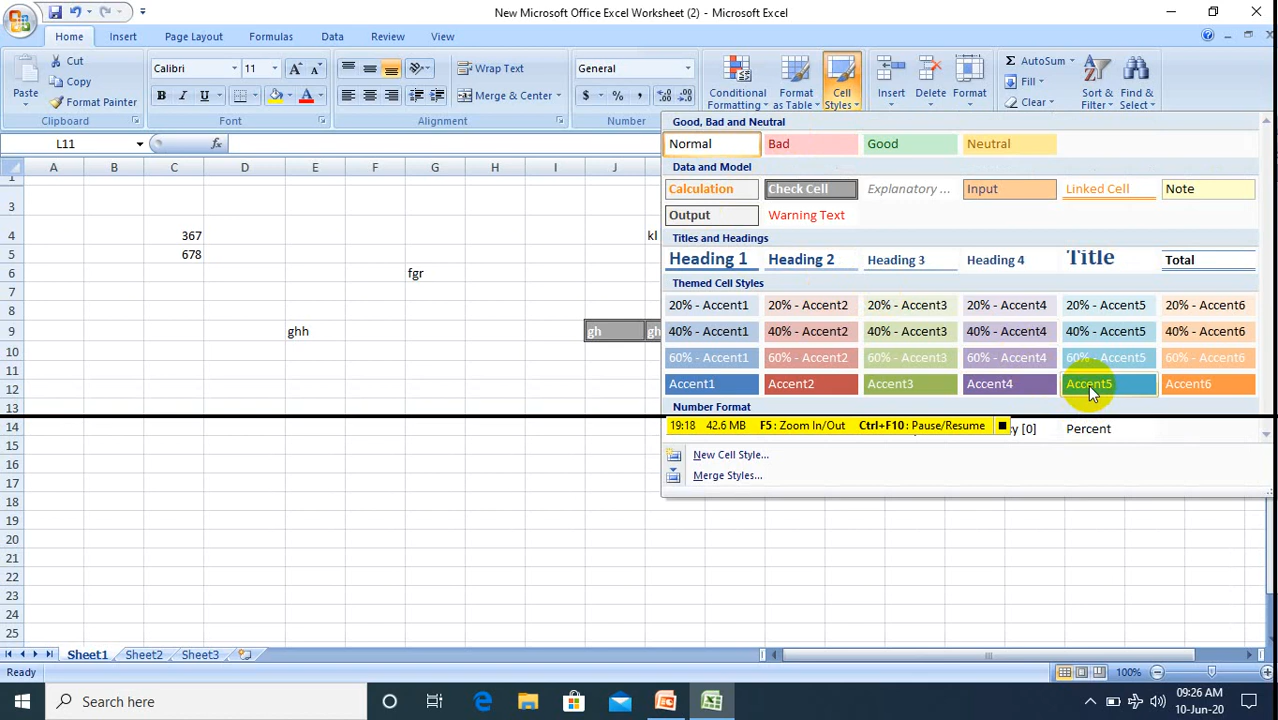 New Microsoft Office Excel Worksheet (2) - Microsoft Excel
Home Insert Page Layout Formulas Data Review View
Paste
Cut
Copy
Format Painter
Clipboard
Calibri 11
B I U
Font
Wrap Text
Merge & Center
Alignment
General
$ % ,
Number
Conditional Formatting
Format as Table
Cell Styles
Insert
Delete
Format
Σ AutoSum
Fill
Clear
Sort & Filter
Find & Select
L11 fx
A B C D E F G H I J
1
3
4 367 kl
5 678
6 fgr
7
8
9 ghh gh gh
10
11
12
13
14
15
16
17
18
19
20
21
22
23
24
25
Good, Bad and Neutral
Normal Bad Good Neutral
Data and Model
Calculation Check Cell Explanatory ... Input Linked Cell Note
Output Warning Text
Titles and Headings
Heading 1 Heading 2 Heading 3 Heading 4 Title Total
Themed Cell Styles
20% - Accent1 20% - Accent2 20% - Accent3 20% - Accent4 20% - Accent5 20% - Accent6
40% - Accent1 40% - Accent2 40% - Accent3 40% - Accent4 40% - Accent5 40% - Accent6
60% - Accent1 60% - Accent2 60% - Accent3 60% - Accent4 60% - Accent5 60% - Accent6
Accent1 Accent2 Accent3 Accent4 Accent5 Accent6
Number Format
19:18 42.6 MB F5: Zoom In/Out Ctrl+F10: Pause/Resume
[0] Percent
New Cell Style...
Merge Styles...
Sheet1 Sheet2 Sheet3
Ready 100%
Search here
09:26 AM
10-Jun-20